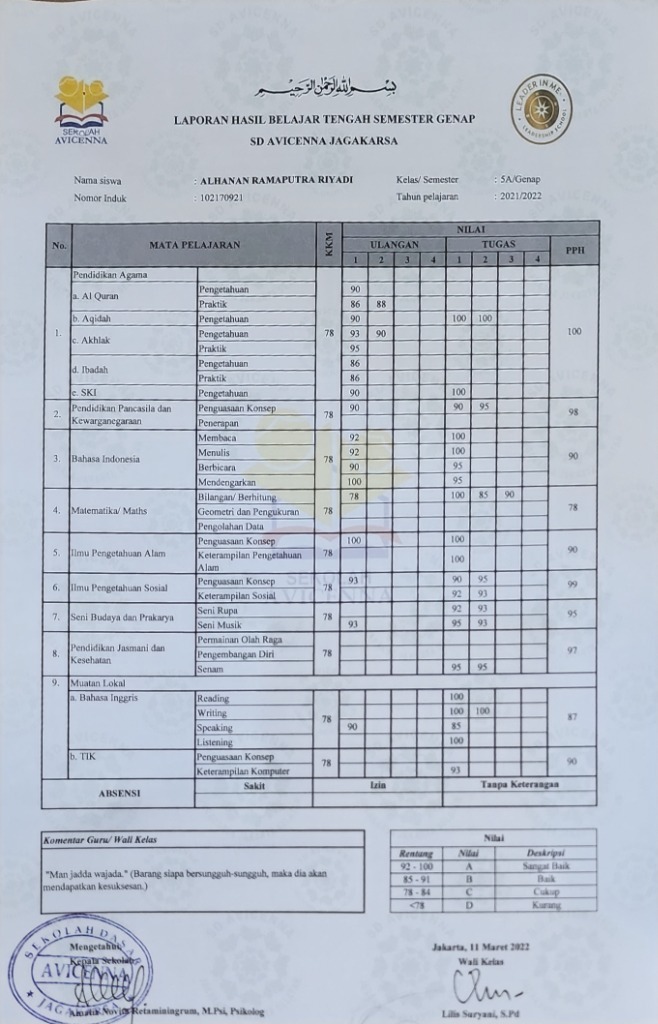 بسم الله الرحمن الرحيم
LAPORAN HASIL BELAJAR TENGAH SEMESTER GENAP
SD AVICENNA JAGAKARSA
SEKOLAH
AVICENNA
LEADER IN ME
LEADERSHIP SCHOOL
Nama siswa : ALHANAN RAMAPUTRA RIYADI Kelas/ Semester : 5A/Genap
Nomor Induk : 102170921 Tahun pelajaran : 2021/2022
No. MATA PELAJARAN KKM NILAI
ULANGAN TUGAS PPH
1 2 3 4 1 2 3 4
1. Pendidikan Agama 78 100
a. Al Quran Pengetahuan 90
Praktik 86 88
b. Aqidah Pengetahuan 90 100 100
c. Akhlak Pengetahuan 93 90
Praktik 95
d. Ibadah Pengetahuan 86
Praktik 86
e. SKI Pengetahuan 90 100
2. Pendidikan Pancasila dan Kewarganegaraan Penguasaan Konsep 78 90 90 95 98
Penerapan
3. Bahasa Indonesia Membaca 78 92 100 90
Menulis 92 100
Berbicara 90 95
Mendengarkan 100 95
4. Matematika/ Maths Bilangan/ Berhitung 78 78 100 85 90 78
Geometri dan Pengukuran
Pengolahan Data
5. Ilmu Pengetahuan Alam Penguasaan Konsep 78 100 100 90
Keterampilan Pengetahuan Alam 100
6. Ilmu Pengetahuan Sosial Penguasaan Konsep 78 93 90 95 99
Keterampilan Sosial 92 93
7. Seni Budaya dan Prakarya Seni Rupa 78 92 93 95
Seni Musik 93 95 93
8. Pendidikan Jasmani dan Kesehatan Permainan Olah Raga 78 97
Pengembangan Diri
Senam 95 95
9. Muatan Lokal
a. Bahasa Inggris Reading 78 100 87
Writing 100 100
Speaking 90 85
Listening 100
b. TIK Penguasaan Konsep 78 90
Keterampilan Komputer 93
ABSENSI Sakit Izin Tanpa Keterangan
Komentar Guru/ Wali Kelas
"Man jadda wajada." (Barang siapa bersungguh-sungguh, maka dia akan
mendapatkan kesuksesan.)
Nilai
Rentang Nilai Deskripsi
92 - 100 A Sangat Baik
85 - 91 B Baik
78 - 84 C Cukup
<78 D Kurang
Mengetahui
Kepala Sekolah
SEKOLAH DASAR
AVICENNA
JAGAKARSA
Retaminingrum, M.Psi, Psikolog
Jakarta, 11 Maret 2022
Wali Kelas
Lilis Suryani, S.Pd